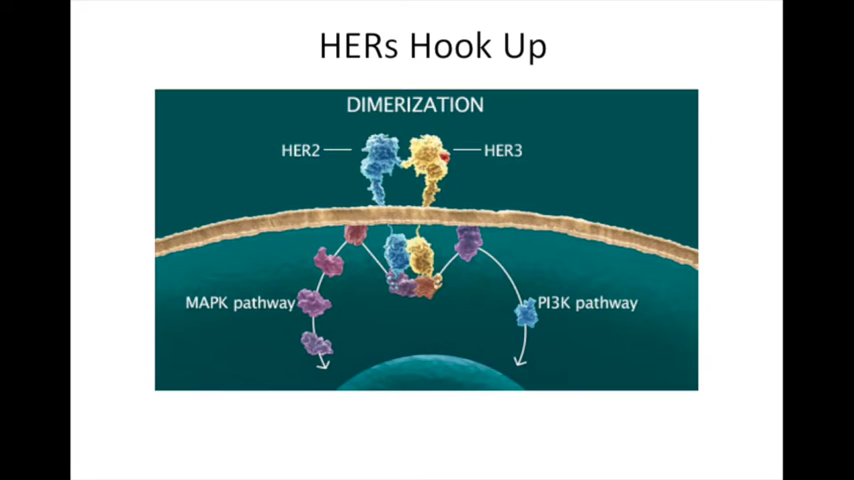 HERs Hook Up
DIMERIZATION
HER2
HER3
MAPK pathway
PI3K pathway